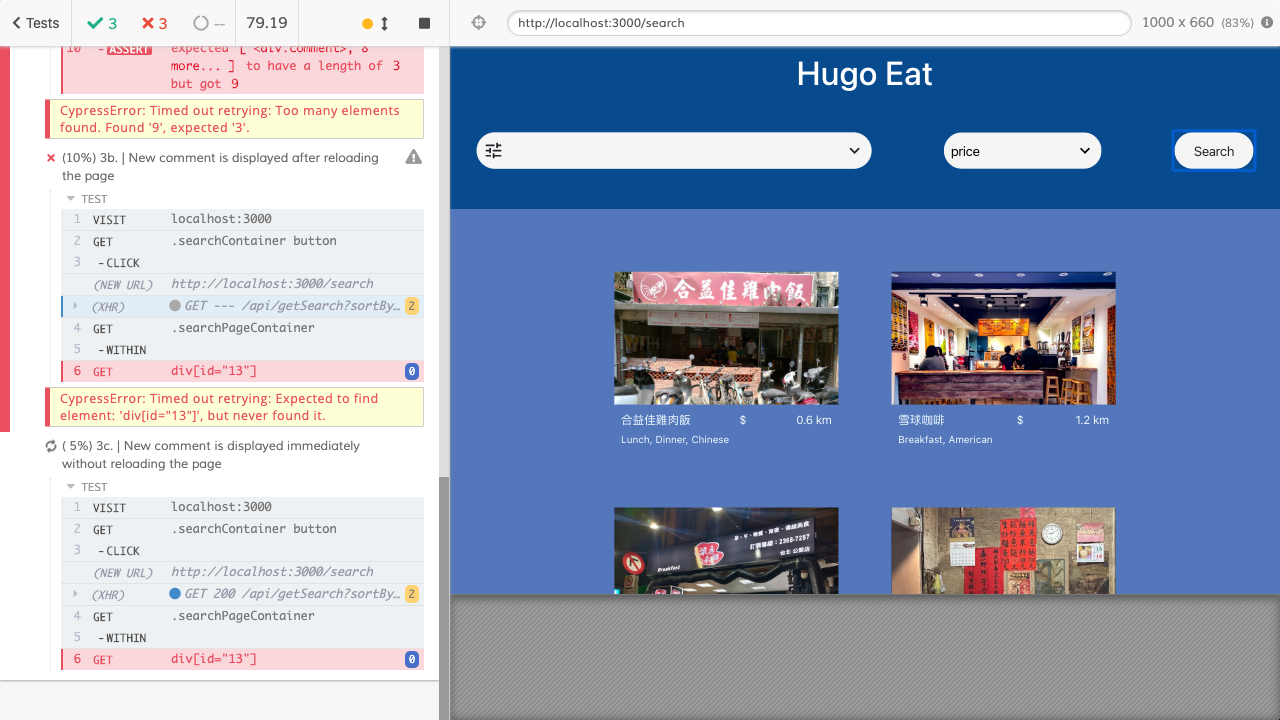 Tests
3
3
--
79.19
http://localhost:3000/search
1000 x 660 (83%)
10 -ASSERT expected [ <div.comment>, 8
more... ] to have a length of 3
but got 9
CypressError: Timed out retrying: Too many elements
found. Found '9', expected '3'.
(10%) 3b. | New comment is displayed after reloading
the page
TEST
1 VISIT localhost:3000
2 GET .searchContainer button
3 -CLICK
(NEW URL) http://localhost:3000/search
(XHR) GET --- /api/getSearch?sortBy... 2
4 GET .searchPageContainer
5 -WITHIN
6 GET div[id="13"] 0
CypressError: Timed out retrying: Expected to find
element: 'div[id="13"]', but never found it.
( 5%) 3c. | New comment is displayed immediately
without reloading the page
TEST
1 VISIT localhost:3000
2 GET .searchContainer button
3 -CLICK
(NEW URL) http://localhost:3000/search
(XHR) GET 200 /api/getSearch?sortBy... 2
4 GET .searchPageContainer
5 -WITHIN
6 GET div[id="13"] 0
Hugo Eat
price
Search
合益佳雞肉飯
合益佳雞肉飯 $ 0.6 km
Lunch, Dinner, Chinese
雪球咖啡 $ 1.2 km
Breakfast, American
Breakfast